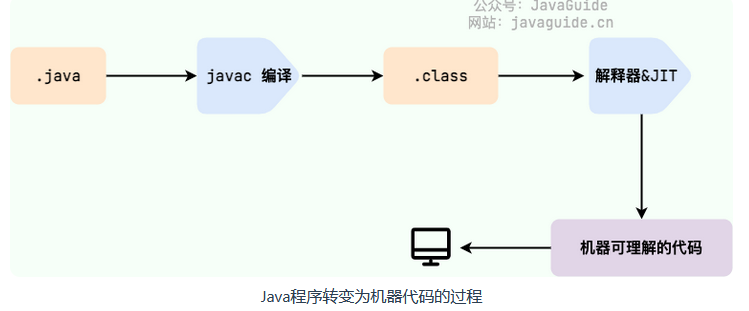 公众号：JavaGuide
网站：javaguide.cn
.java
javac 编译
.class
解释器&JIT
机器可理解的代码
Java程序转变为机器代码的过程